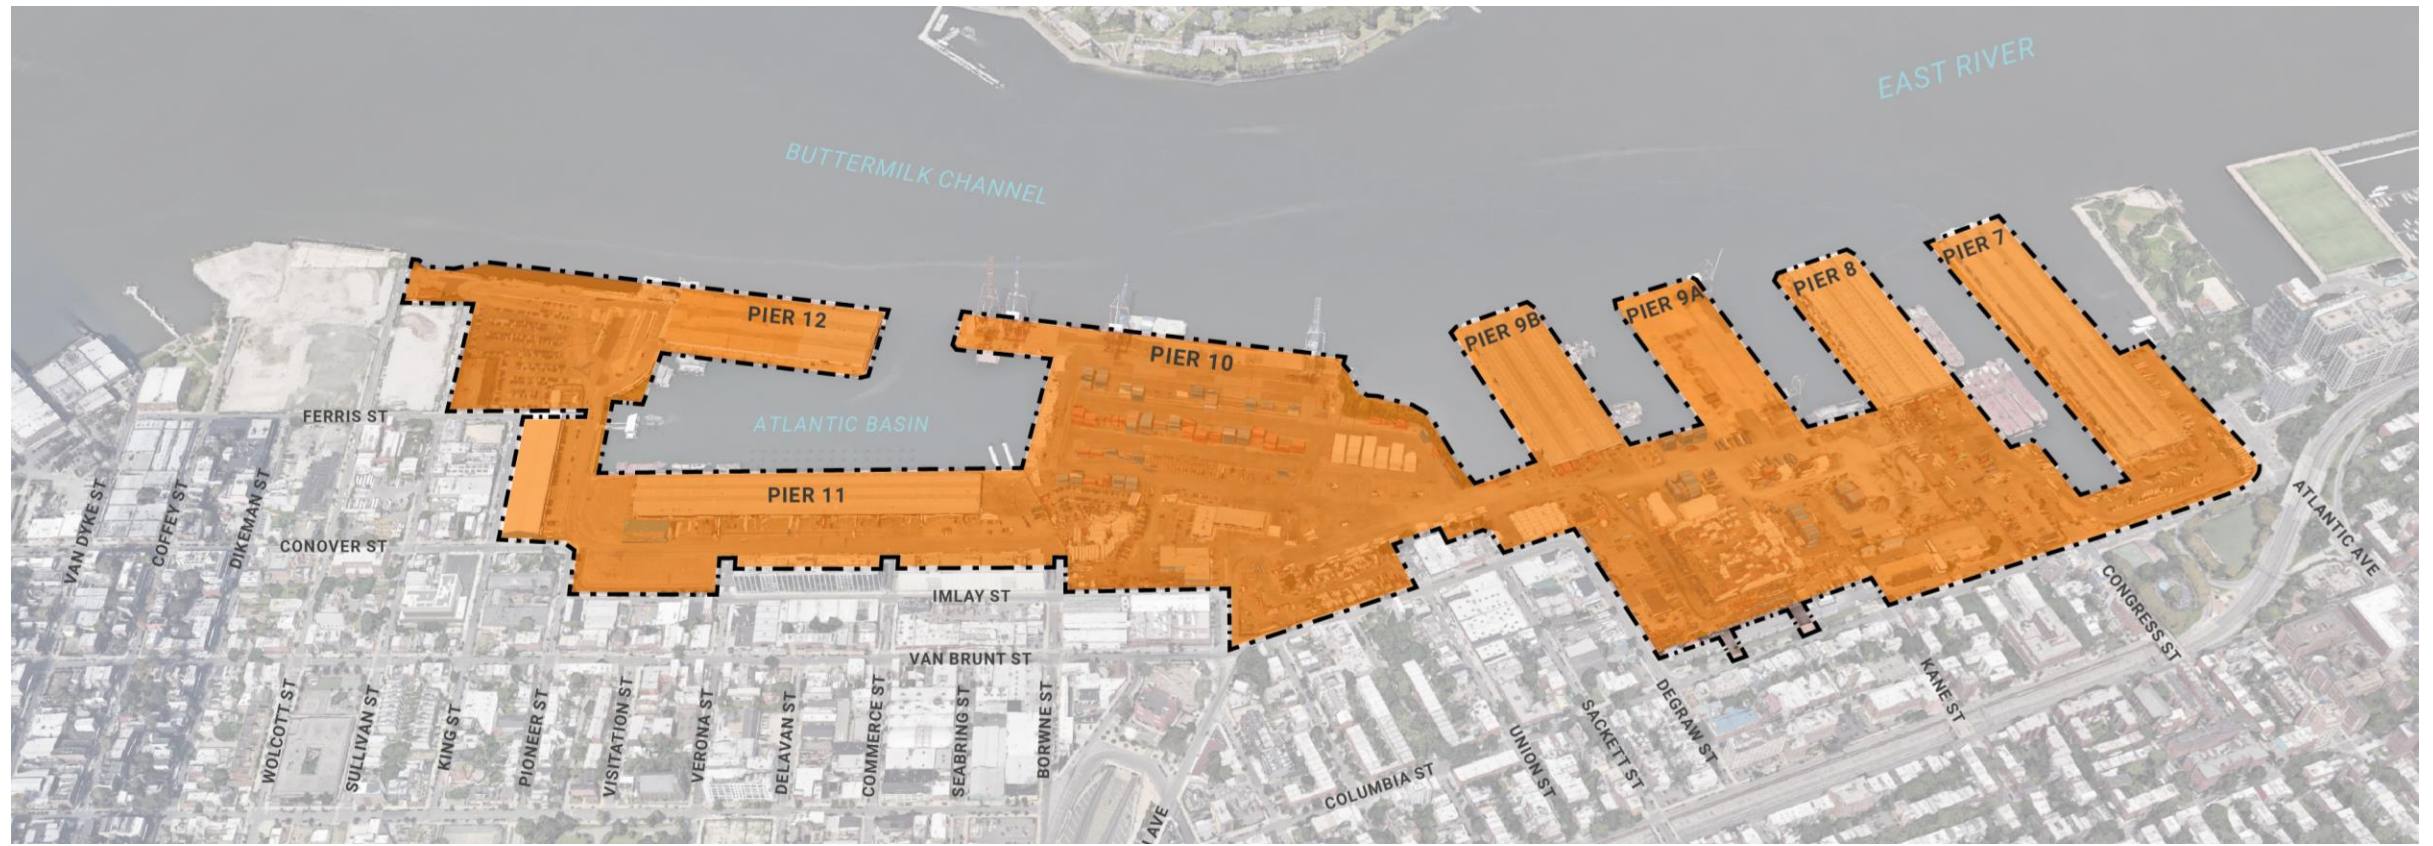 EAST RIVER
BUTTERMILK CHANNEL
PIER 7
PIER 8
PIER 9A
PIER 9B
PIER 12
PIER 10
ATLANTIC BASIN
FERRIS ST
PIER 11
CONOVER ST
VAN DYKE ST
COFFEY ST
DIKEMAN ST
ATLANTIC AVE
IMLAY ST
CONGRESS ST
VAN BRUNT ST
KANE ST
WOLCOTT ST
SULLIVAN ST
KING ST
PIONEER ST
VISITATION ST
VERONA ST
DELAVAN ST
COMMERCE ST
SEABRING ST
BORWNE ST
DEGRAW ST
SACKETT ST
UNION ST
COLUMBIA ST
AVE